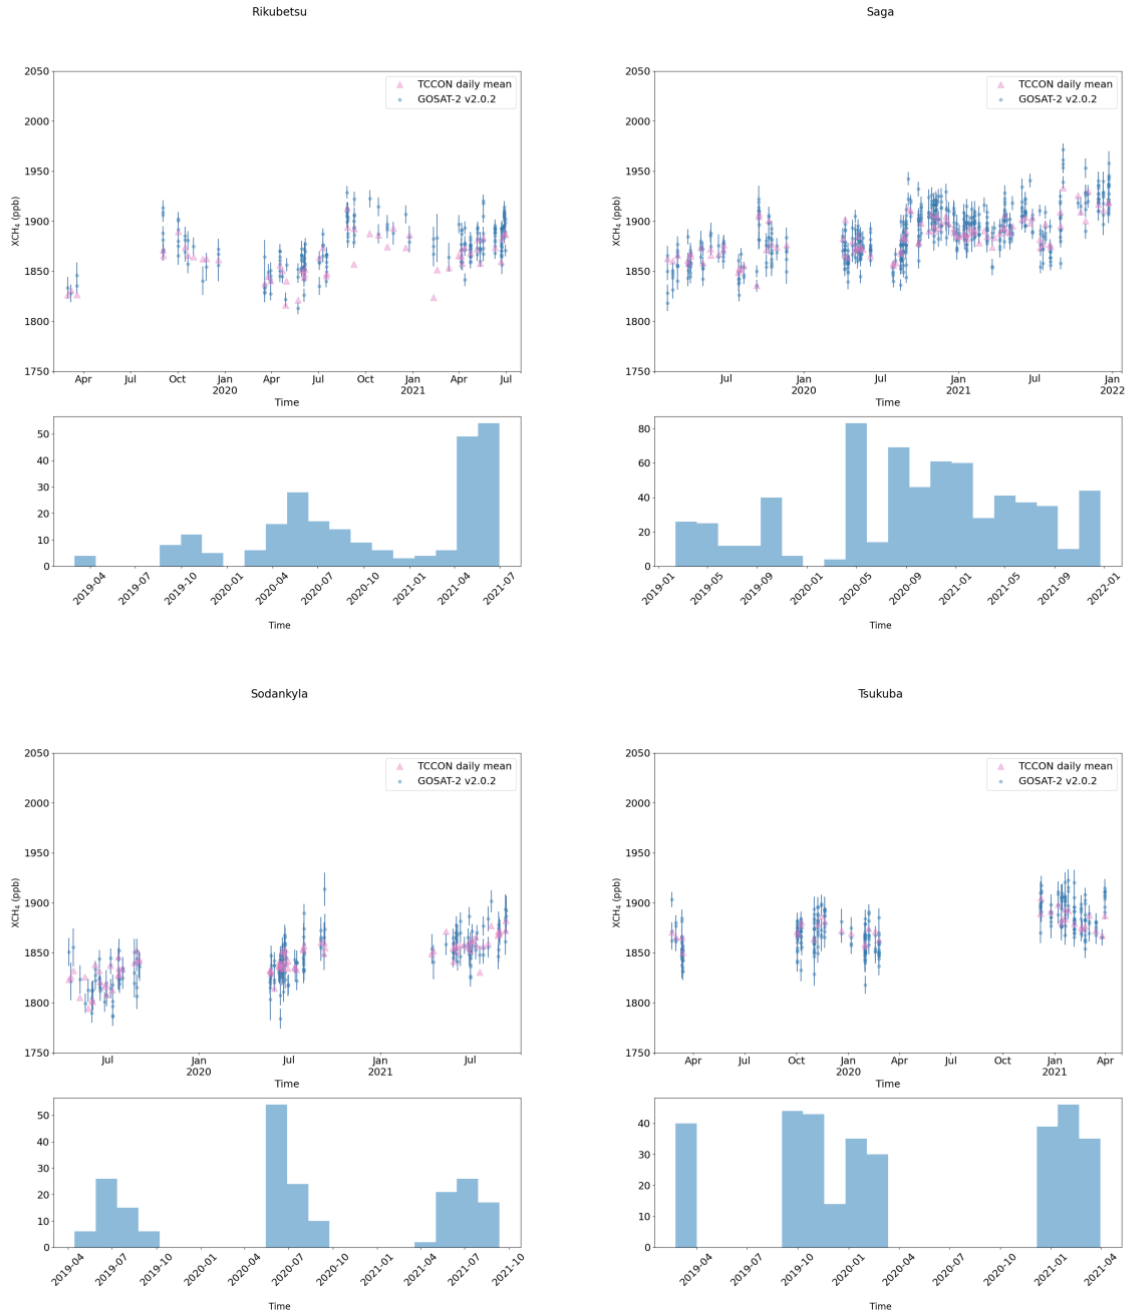 Rikubetsu
2050
2000
1950
1900
1850
1800
1750
XCH₄ (ppb)
TCCON daily mean
GOSAT-2 v2.0.2
Apr Jul Oct Jan Apr Jul Oct Jan Apr Jul
2020 2021
Time
50
40
30
20
10
0
2019-04 2019-07 2019-10 2020-01 2020-04 2020-07 2020-10 2021-01 2021-04 2021-07
Time
Saga
2050
2000
1950
1900
1850
1800
1750
XCH₄ (ppb)
TCCON daily mean
GOSAT-2 v2.0.2
Jul Jan Jul Jan Jul Jan
2020 2021 2022
Time
80
60
40
20
0
2019-01 2019-05 2019-09 2020-01 2020-05 2020-09 2021-01 2021-05 2021-09 2022-01
Time
Sodankyla
2050
2000
1950
1900
1850
1800
1750
XCH₄ (ppb)
TCCON daily mean
GOSAT-2 v2.0.2
Jul Jan Jul Jan Jul
2020 2021
Time
50
40
30
20
10
0
2019-04 2019-07 2019-10 2020-01 2020-04 2020-07 2020-10 2021-01 2021-04 2021-07 2021-10
Time
Tsukuba
2050
2000
1950
1900
1850
1800
1750
XCH₄ (ppb)
TCCON daily mean
GOSAT-2 v2.0.2
Apr Jul Oct Jan Apr Jul Oct Jan Apr
2020 2021
Time
40
30
20
10
0
2019-04 2019-07 2019-10 2020-01 2020-04 2020-07 2020-10 2021-01 2021-04
Time